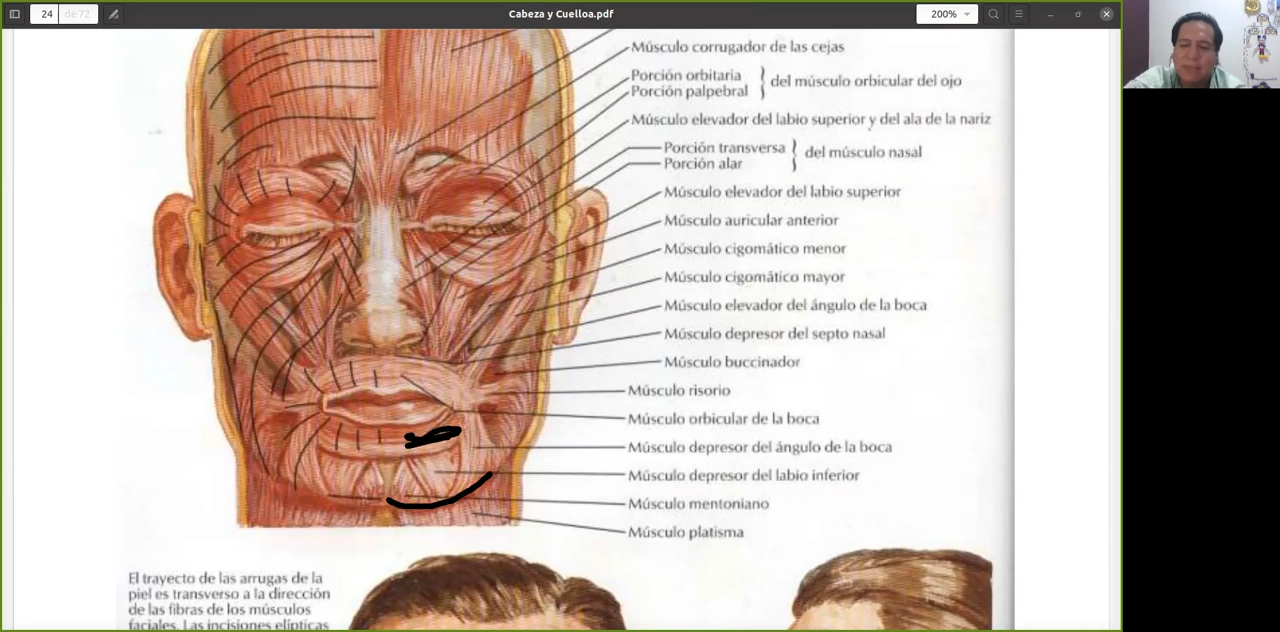 24 de 72
Cabeza y Cuelloa.pdf
200%
Músculo corrugador de las cejas
Porción orbitaria
Porción palpebral
del músculo orbicular del ojo
Músculo elevador del labio superior y del ala de la nariz
Porción transversa
Porción alar
del músculo nasal
Músculo elevador del labio superior
Músculo auricular anterior
Músculo cigomático menor
Músculo cigomático mayor
Músculo elevador del ángulo de la boca
Músculo depresor del septo nasal
Músculo buccinador
Músculo risorio
Músculo orbicular de la boca
Músculo depresor del ángulo de la boca
Músculo depresor del labio inferior
Músculo mentoniano
Músculo platisma
El trayecto de las arrugas de la
piel es transverso a la dirección
de las fibras de los músculos
faciales. Las incisiones elípticas